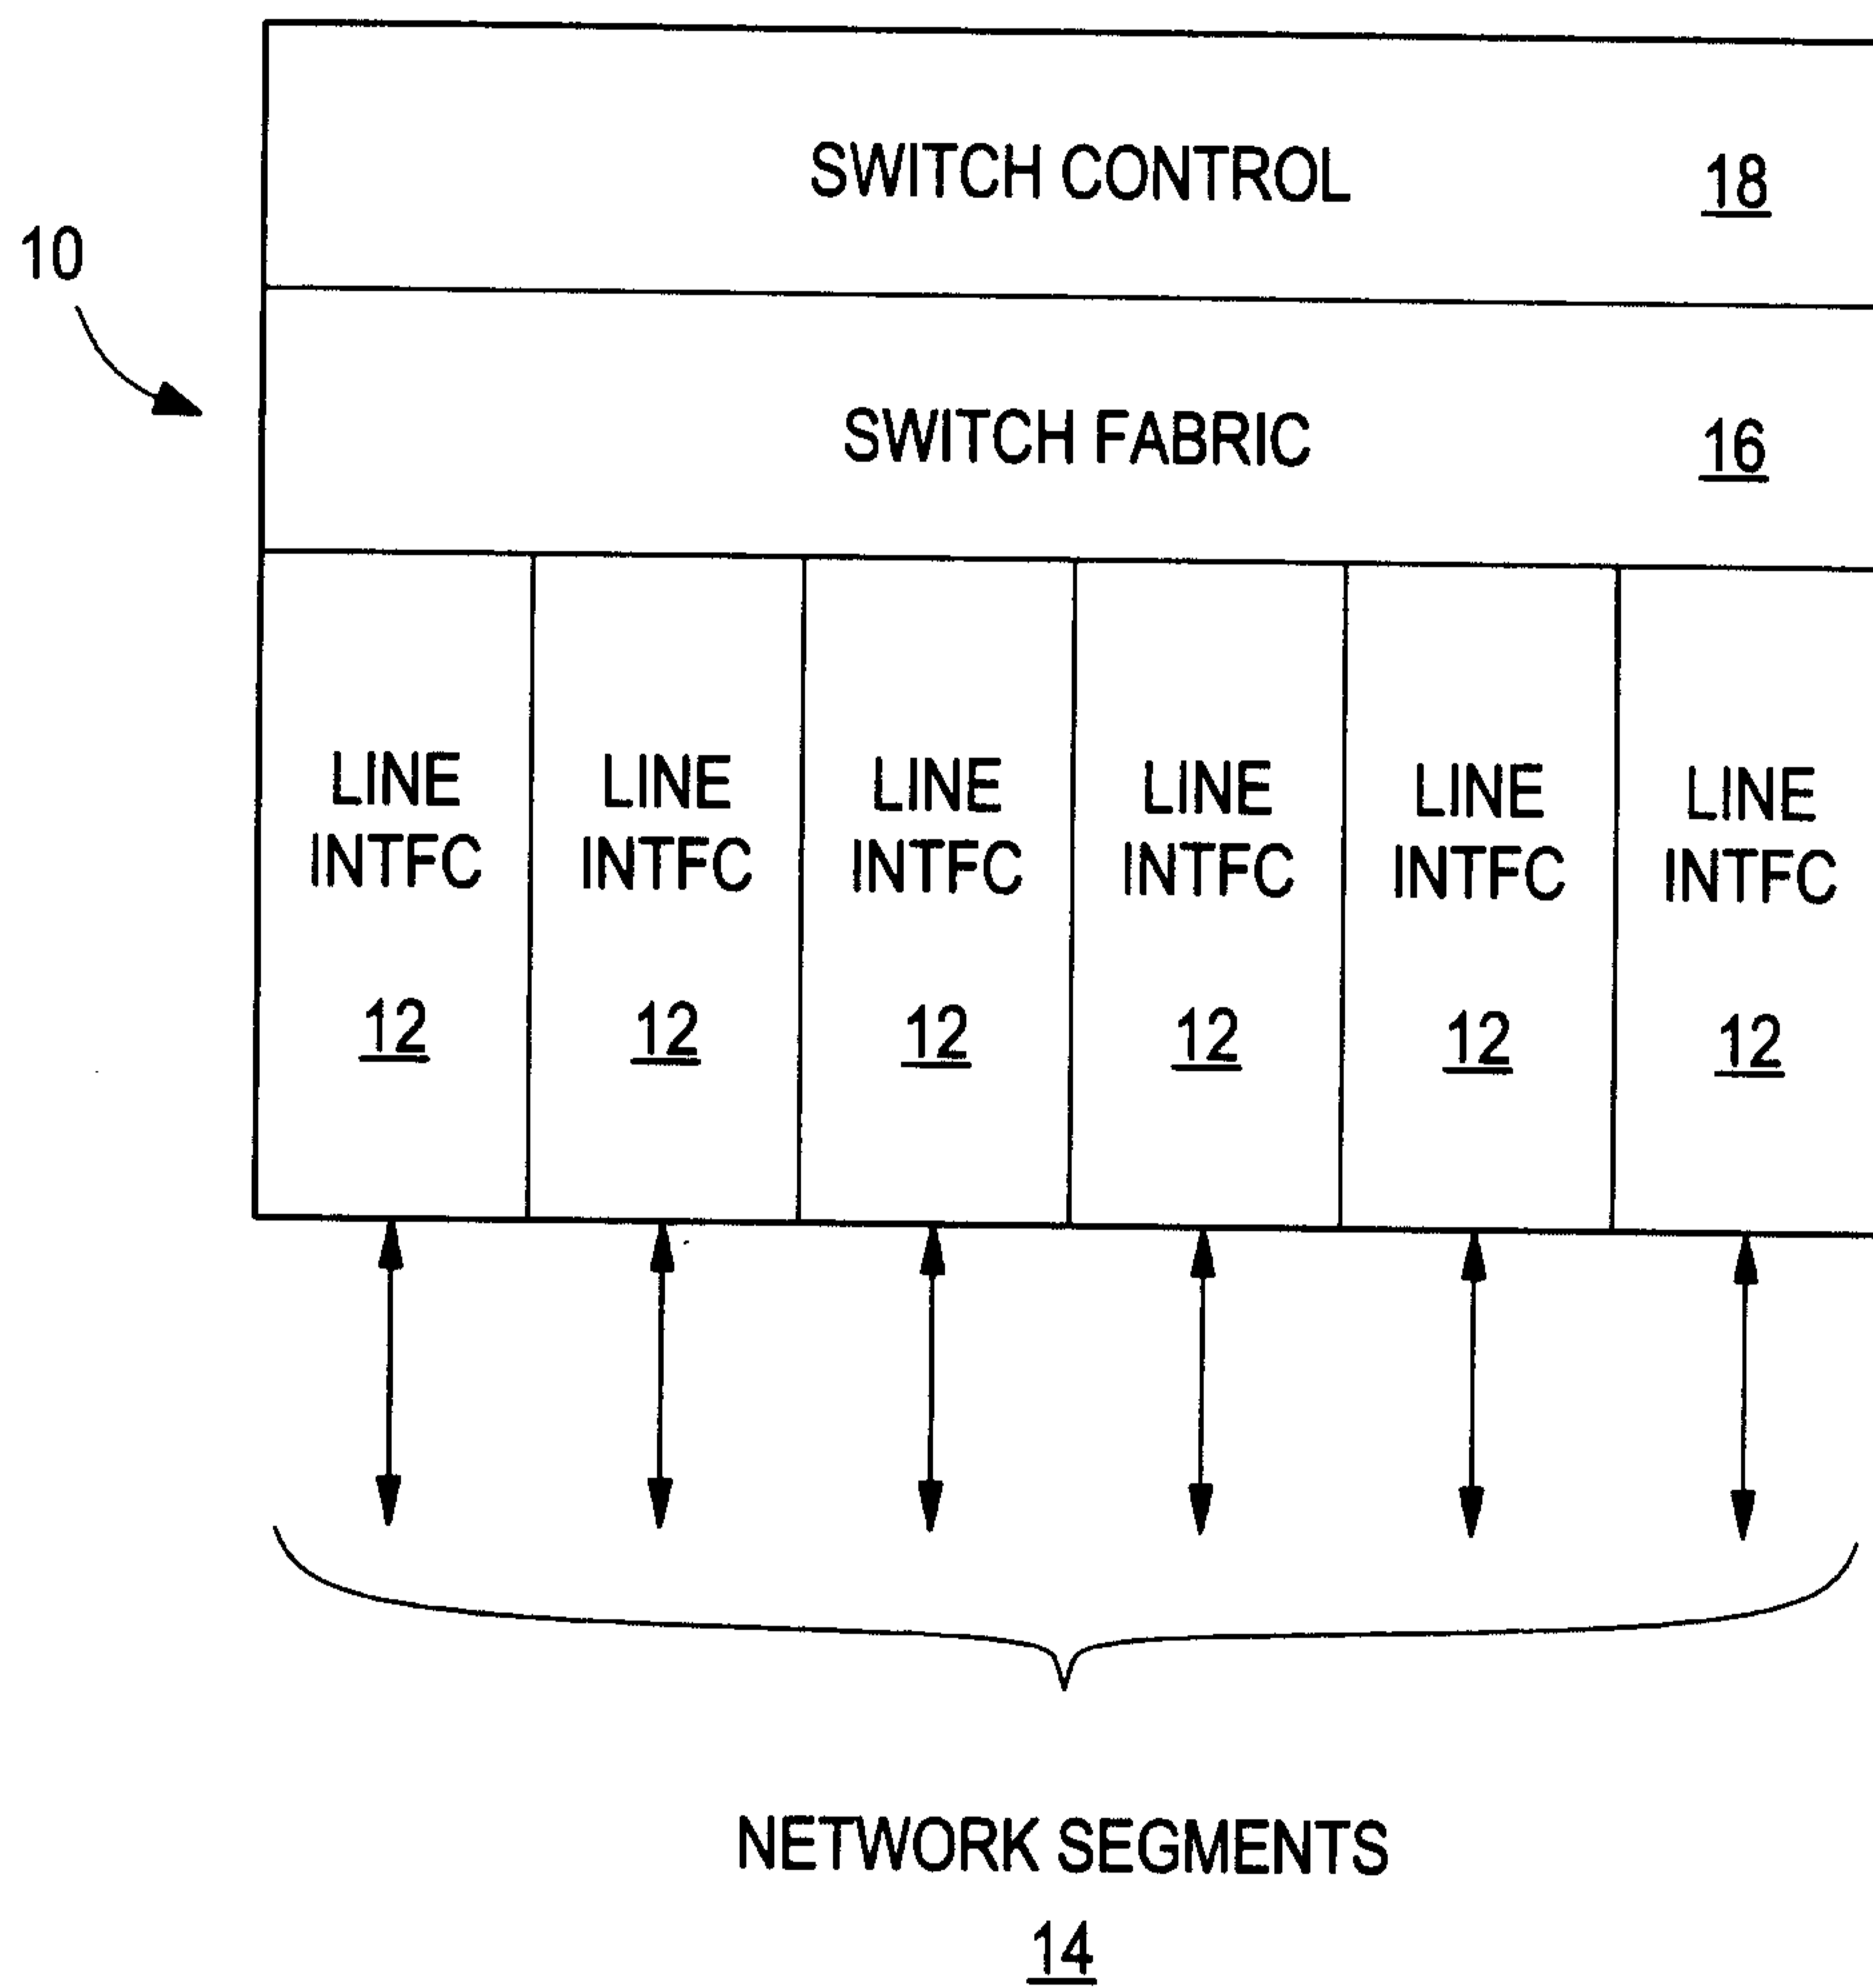 SWITCH CONTROL 18
10
SWITCH FABRIC 16
LINE INTFC 12
LINE INTFC 12
LINE INTFC 12
LINE INTFC 12
LINE INTFC 12
LINE INTFC 12
NETWORK SEGMENTS
14